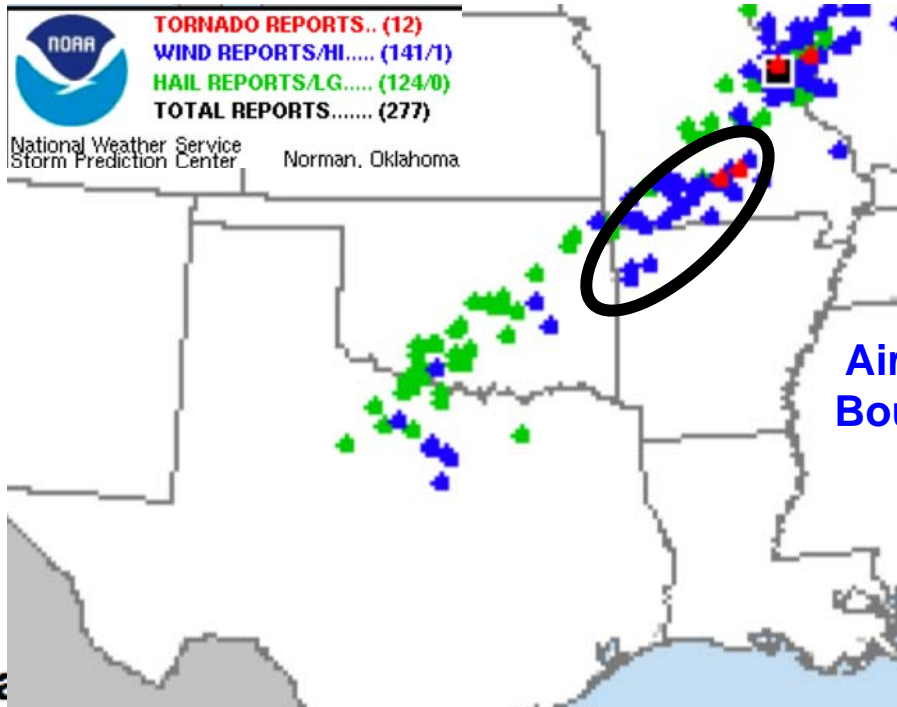 NOAA
TORNADO REPORTS.. (12)
WIND REPORTS/HI..... (141/1)
HAIL REPORTS/LG..... (124/0)
TOTAL REPORTS....... (277)
National Weather Service
Storm Prediction Center Norman, Oklahoma